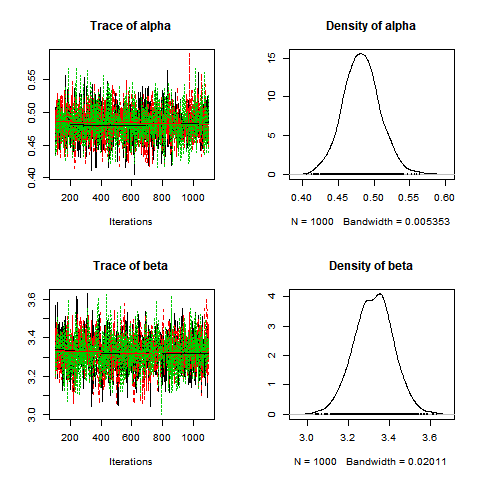 Trace of alpha
0.40 0.45 0.50 0.55
200 400 600 800 1000
Iterations
Density of alpha
0 5 10 15
0.40 0.45 0.50 0.55 0.60
N = 1000 Bandwidth = 0.005353
Trace of beta
3.0 3.2 3.4 3.6
200 400 600 800 1000
Iterations
Density of beta
0 1 2 3 4
3.0 3.2 3.4 3.6
N = 1000 Bandwidth = 0.02011